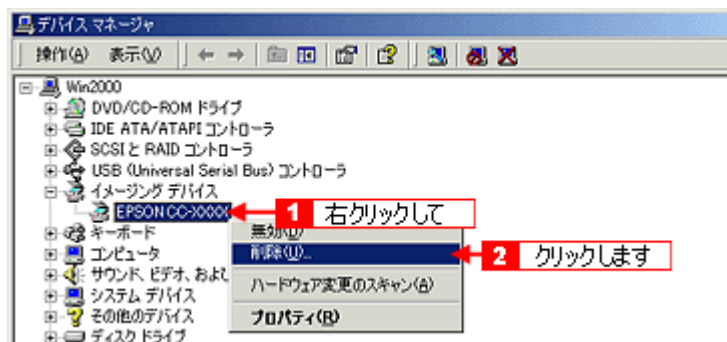 デバイス マネージャ
操作(A) 表示(V)
Win2000
DVD/CD-ROM ドライブ
IDE ATA/ATAPI コントローラ
SCSI と RAID コントローラ
USB (Universal Serial Bus) コントローラ
イメージング デバイス
EPSON CC-XXXX
1 右クリックして
キーボード
無効(D)
コンピュータ
削除(U)...
2 クリックします
サウンド、ビデオ、およ
ハードウェア変更のスキャン(A)
システム デバイス
その他のデバイス
プロパティ(R)
ディスク ドライブ